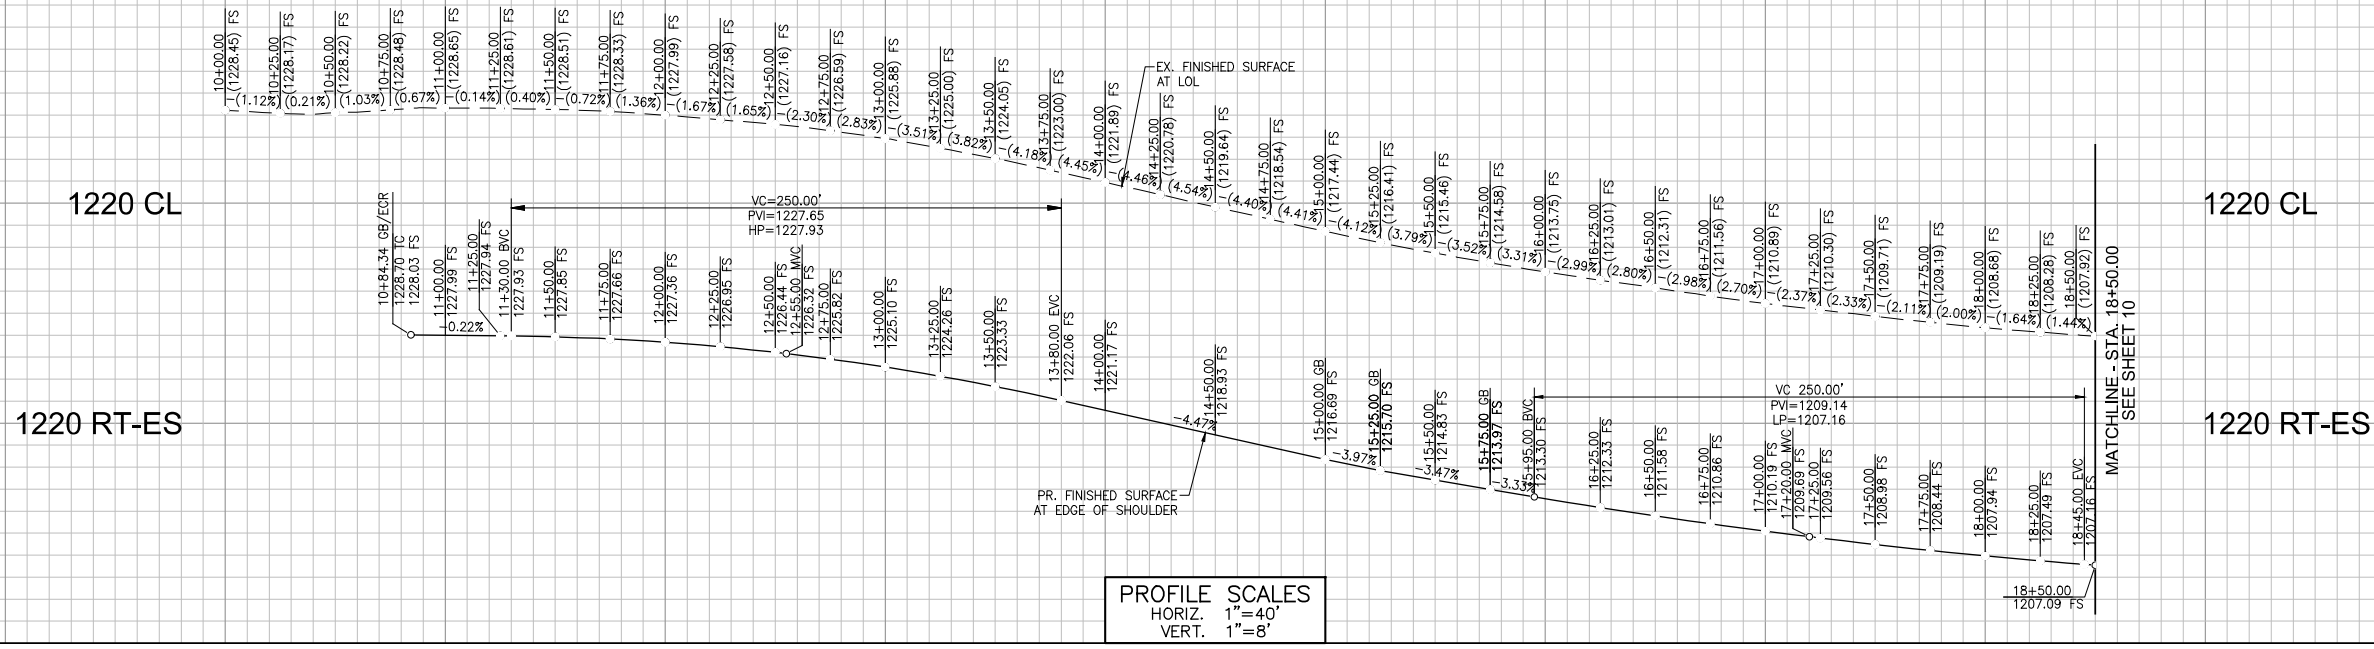 10+00.00
(1228.45) FS
10+25.00
(1228.17) FS
10+50.00
(1228.22) FS
10+75.00
(1228.48) FS
11+00.00
(1228.65) FS
11+25.00
(1228.61) FS
11+50.00
(1228.51) FS
11+75.00
(1228.33) FS
12+00.00
(1227.99) FS
12+25.00
(1227.58) FS
12+50.00
(1227.16) FS
12+75.00
(1226.59) FS
13+00.00
(1225.88) FS
13+25.00
(1225.00) FS
13+50.00
(1224.05) FS
13+75.00
(1223.00) FS
14+00.00
(1221.89) FS
14+25.00
(1220.78) FS
14+50.00
(1219.64) FS
14+75.00
(1218.54) FS
15+00.00
(1217.44) FS
15+25.00
(1216.41) FS
15+50.00
(1215.46) FS
15+75.00
(1214.58) FS
16+00.00
(1213.75) FS
16+25.00
(1213.01) FS
16+50.00
(1212.31) FS
16+75.00
(1211.56) FS
17+00.00
(1210.89) FS
17+25.00
(1210.30) FS
17+50.00
(1209.71) FS
17+75.00
(1209.19) FS
18+00.00
(1208.68) FS
18+25.00
(1208.28) FS
18+50.00
(1207.92) FS
-(1.12%) (0.21%) (1.03%) (0.67%) -(0.14%) (0.40%) -(0.72%) (1.36%) -(1.67%) (1.65%) -(2.30%) (2.83%) -(3.51%) (3.82%) -(4.18%) (4.45%) -(4.46%) (4.54%) -(4.40%) (4.41%) -(4.12%) (3.79%) -(3.52%) (3.31%) -(2.99%) (2.80%) -(2.98%) (2.70%) -(2.37%) (2.33%) -(2.11%) (2.00%) -(1.64%) (1.44%)
EX. FINISHED SURFACE
AT LOL
1220 CL
1220 CL
VC=250.00'
PVI=1227.65
HP=1227.93
10+84.34 GB/ECR
1228.70 TC
1228.03 FS
11+00.00
1227.99 FS
11+25.00
1227.94 FS
11+30.00 BVC
1227.93 FS
11+50.00
1227.85 FS
11+75.00
1227.66 FS
12+00.00
1227.36 FS
12+25.00
1226.95 FS
12+50.00
1226.44 FS
12+55.00 MVC
1226.32 FS
12+75.00
1225.82 FS
13+00.00
1225.10 FS
13+25.00
1224.26 FS
13+50.00
1223.33 FS
13+80.00 EVC
1222.06 FS
14+00.00
1221.17 FS
14+50.00
1218.93 FS
15+00.00 GB
1216.69 FS
15+25.00 GB
1215.70 FS
15+50.00
1214.83 FS
15+75.00 GB
1213.97 FS
15+95.00 BVC
1213.30 FS
16+25.00
1212.33 FS
16+50.00
1211.58 FS
16+75.00
1210.86 FS
17+00.00
1210.19 FS
17+20.00 MVC
1209.69 FS
17+25.00
1209.56 FS
17+50.00
1208.98 FS
17+75.00
1208.44 FS
18+00.00
1207.94 FS
18+25.00
1207.49 FS
18+45.00 EVC
1207.16 FS
-0.22%
-4.47%
-3.97%
-3.47%
-3.33%
VC 250.00'
PVI=1209.14
LP=1207.16
MATCHLINE - STA. 18+50.00
SEE SHEET 10
1220 RT-ES
1220 RT-ES
PR. FINISHED SURFACE
AT EDGE OF SHOULDER
18+50.00
1207.09 FS
PROFILE SCALES
HORIZ. 1"=40'
VERT. 1"=8'